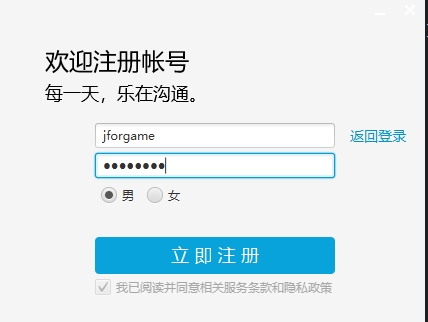 欢迎注册帐号
每一天，乐在沟通。
jforgame
返回登录
●●●●●●●●
男 女
立即注册
我已阅读并同意相关服务条款和隐私政策